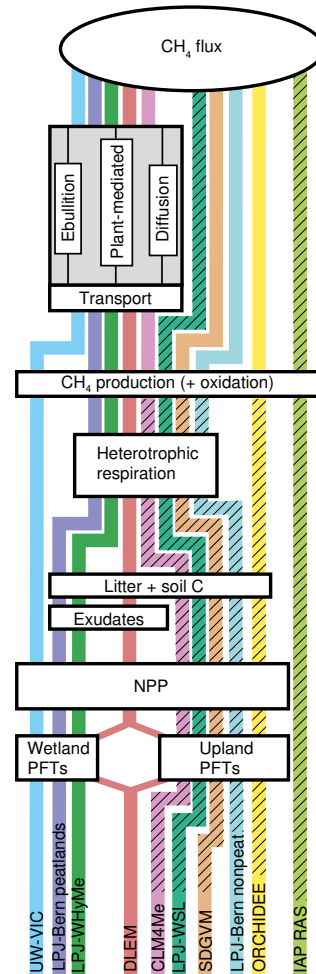 CH4 flux
Ebullition
Plant-mediated
Diffusion
Transport
CH4 production (+ oxidation)
Heterotrophic
respiration
Litter + soil C
Exudates
NPP
Wetland
PFTs
Upland
PFTs
UW-VIC
LPJ-Bern peatlands
LPJ-WHyMe
DLEM
CLM4Me
LPJ-WSL
SDGVM
LPJ-Bern nonpeat
ORCHIDEE
IAP RAS